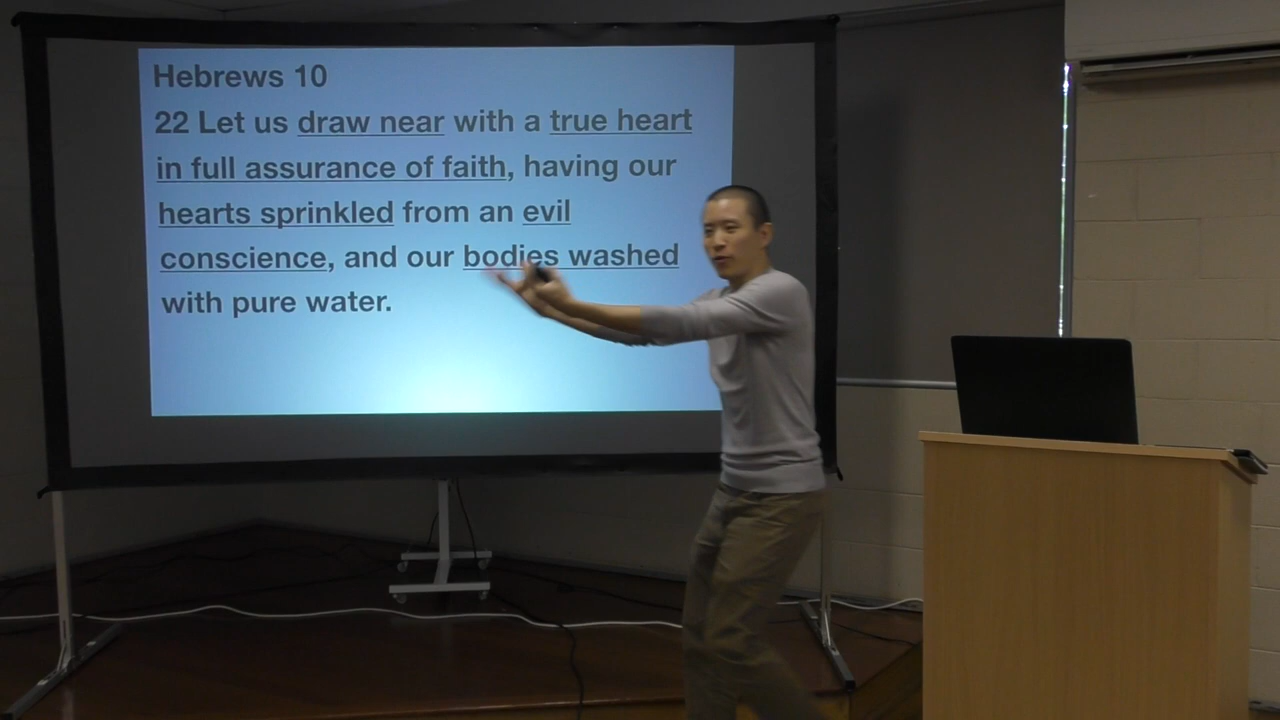 Hebrews 10
22 Let us draw near with a true heart
in full assurance of faith, having our
hearts sprinkled from an evil
conscience, and our bodies washed
with pure water.